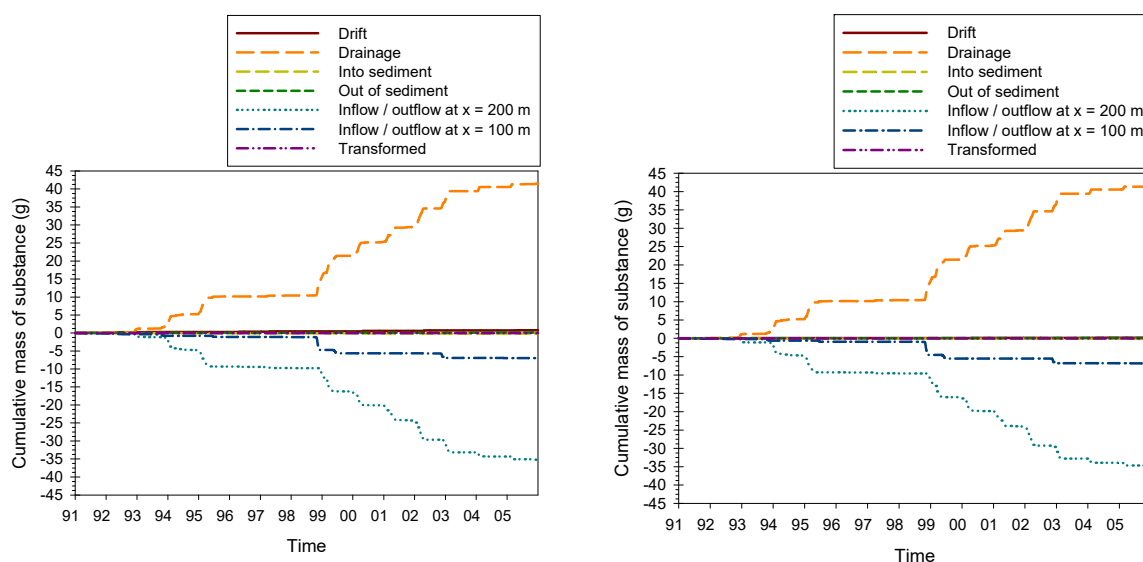 Drift
Drainage
Into sediment
Out of sediment
Inflow / outflow at x = 200 m
Inflow / outflow at x = 100 m
Transformed
Cumulative mass of substance (g)
45
40
35
30
25
20
15
10
5
0
-5
-10
-15
-20
-25
-30
-35
-40
-45
91 92 93 94 95 96 97 98 99 00 01 02 03 04 05
Time
Drift
Drainage
Into sediment
Out of sediment
Inflow / outflow at x = 200 m
Inflow / outflow at x = 100 m
Transformed
Cumulative mass of substance (g)
45
40
35
30
25
20
15
10
5
0
-5
-10
-15
-20
-25
-30
-35
-40
-45
91 92 93 94 95 96 97 98 99 00 01 02 03 04 05
Time